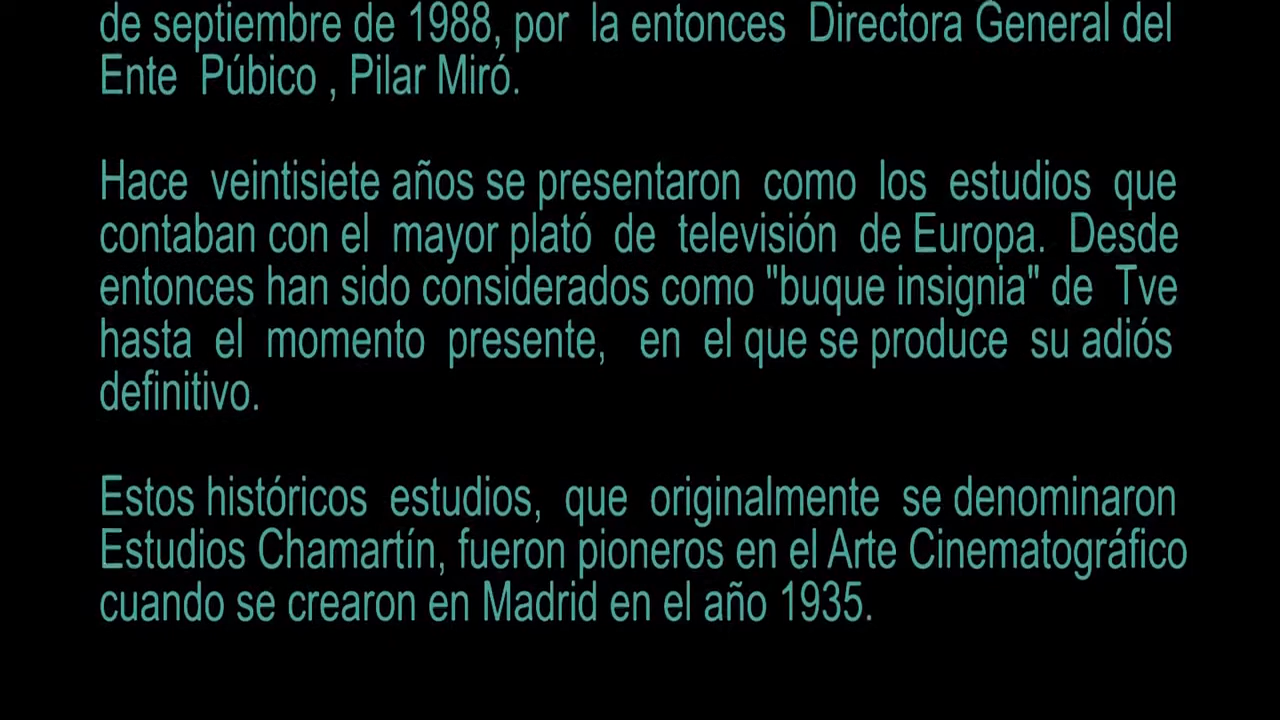 de septiembre de 1988, por la entonces Directora General del
Ente Púbico , Pilar Miró.
Hace veintisiete años se presentaron como los estudios que
contaban con el mayor plató de televisión de Europa. Desde
entonces han sido considerados como "buque insignia" de Tve
hasta el momento presente, en el que se produce su adiós
definitivo.
Estos históricos estudios, que originalmente se denominaron
Estudios Chamartín, fueron pioneros en el Arte Cinematográfico
cuando se crearon en Madrid en el año 1935.